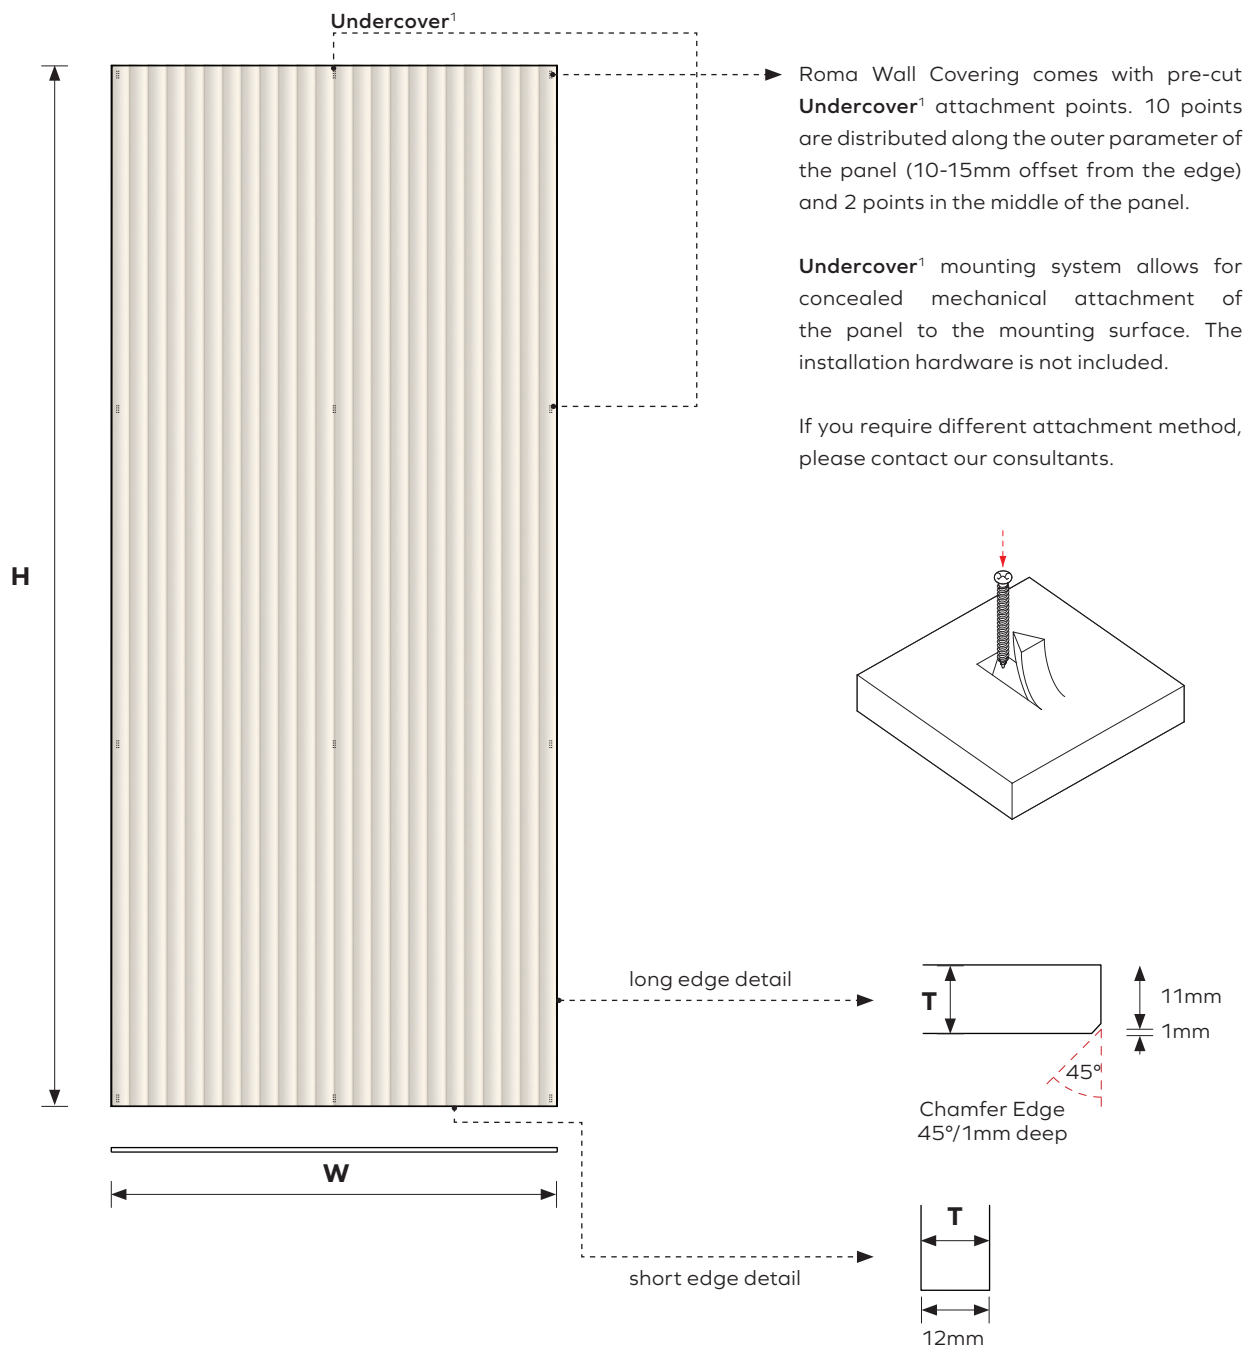 Undercover¹
Roma Wall Covering comes with pre-cut
Undercover¹ attachment points. 10 points
are distributed along the outer parameter of
the panel (10-15mm offset from the edge)
and 2 points in the middle of the panel.
Undercover¹ mounting system allows for
concealed mechanical attachment of
the panel to the mounting surface. The
installation hardware is not included.
If you require different attachment method,
please contact our consultants.
H
long edge detail
T
11mm
1mm
45°
Chamfer Edge
45°/1mm deep
W
T
short edge detail
12mm